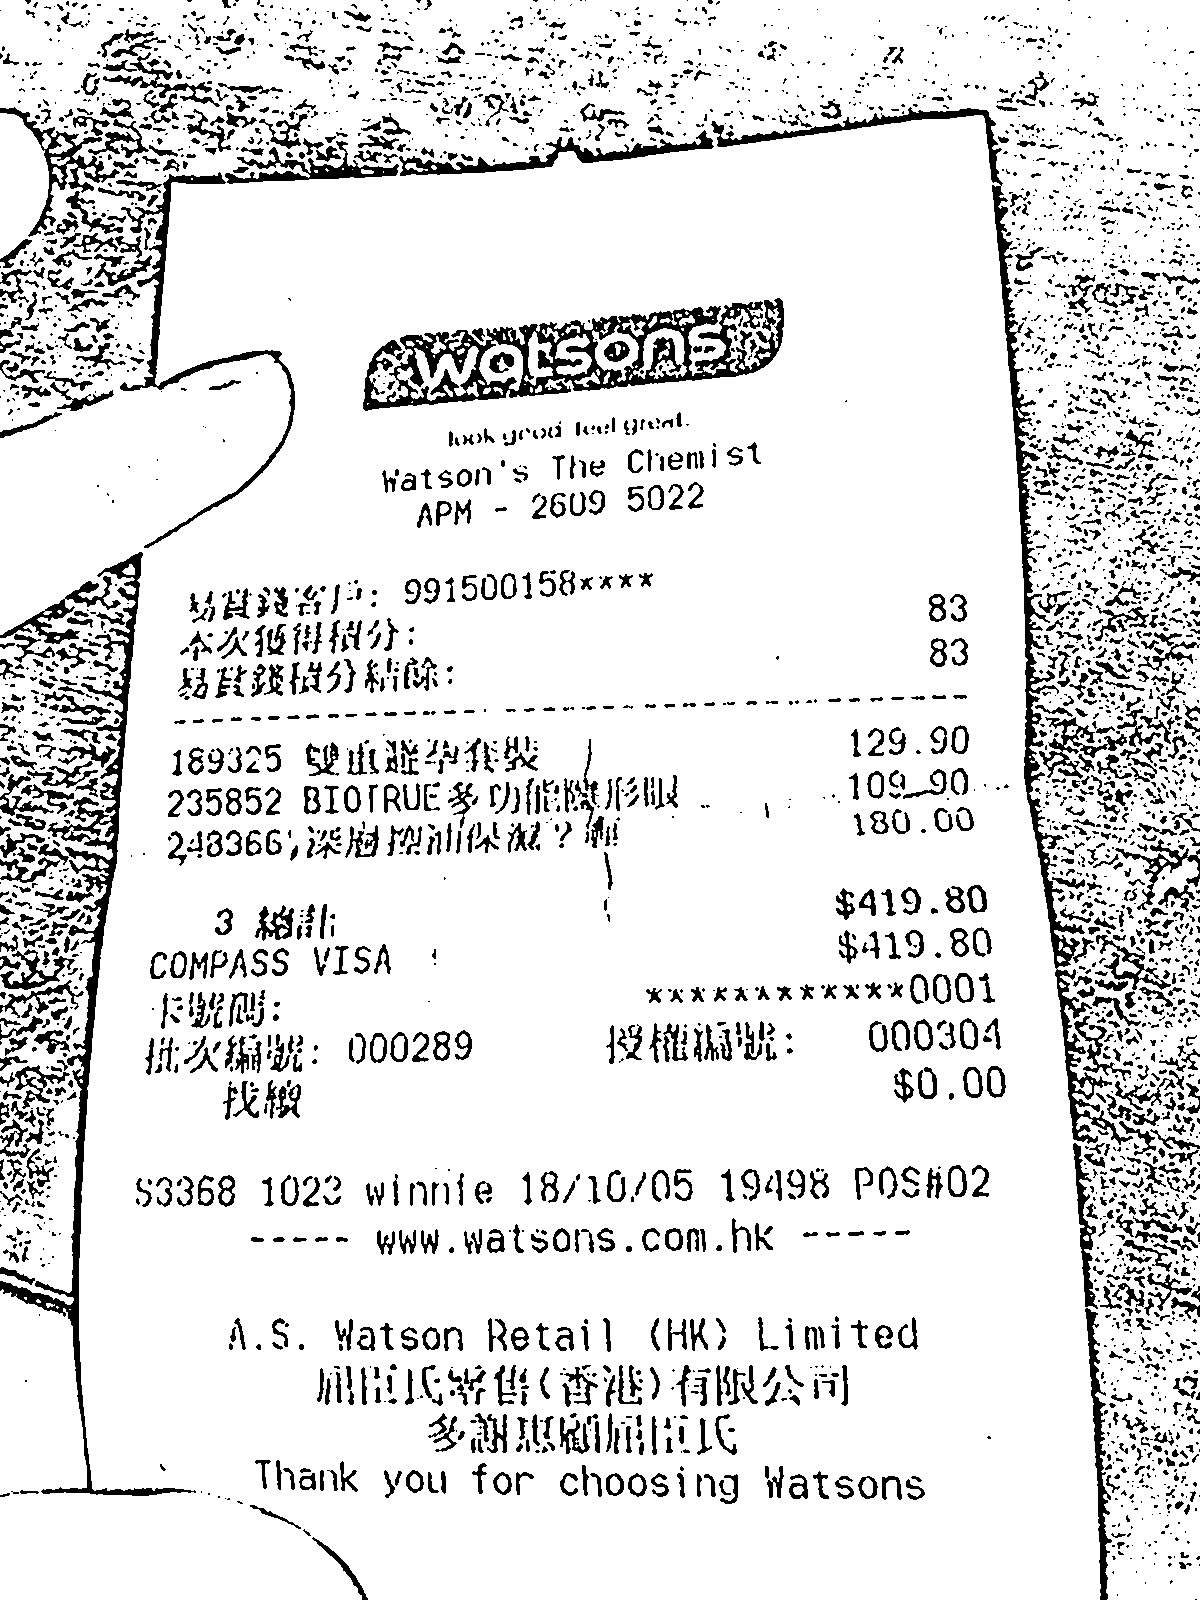 watsons
look good. feel great.
Watson's The Chemist
APM - 2609 5022
易賞錢客戶: 991500158****
本次獲得積分: 83
易賞錢積分結餘: 83
189325 雙重避孕套裝 129.90
235852 BIOTRUE多功能隱形眼 109.90
248366 深層控油保濕? 180.00
3 總計 $419.80
COMPASS VISA $419.80
卡號碼: ************0001
批次編號: 000289 授權編號: 000304
找續 $0.00
S3368 1023 winnie 18/10/05 19498 POS#02
----- www.watsons.com.hk -----
A.S. Watson Retail (HK) Limited
屈臣氏零售(香港)有限公司
多謝惠顧屈臣氏
Thank you for choosing Watsons